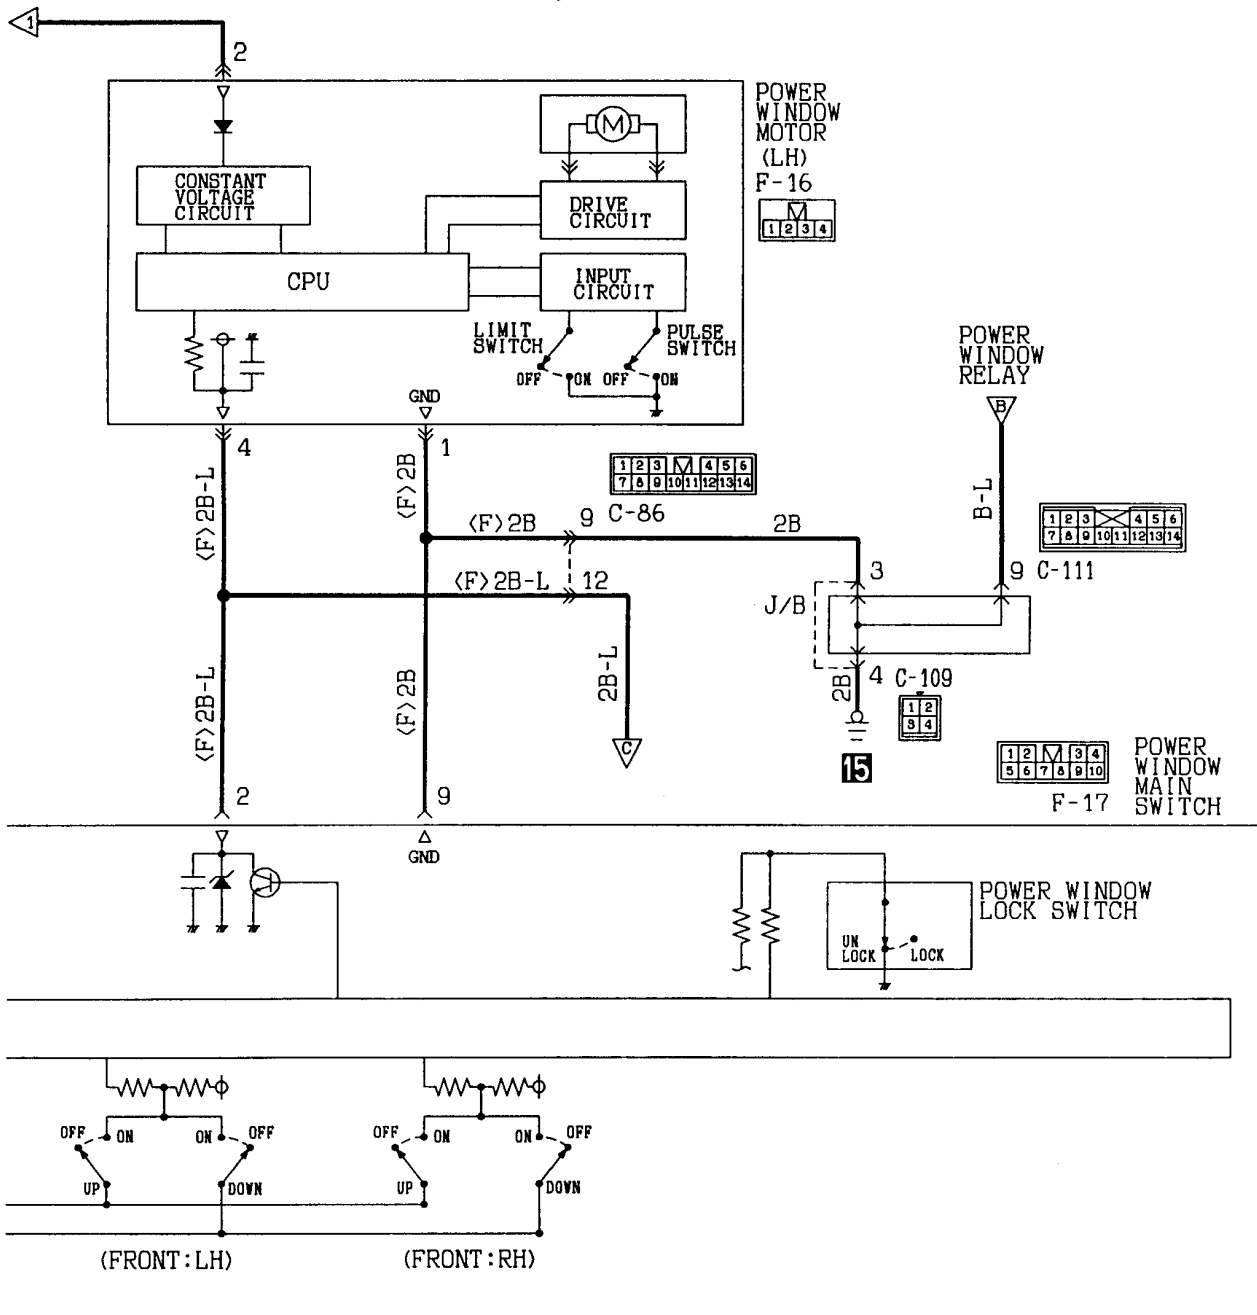 1
2
POWER
WINDOW
MOTOR
(LH)
F-16
1 2 3 4
M
CONSTANT
VOLTAGE
CIRCUIT
DRIVE
CIRCUIT
CPU
INPUT
CIRCUIT
LIMIT
SWITCH
PULSE
SWITCH
OFF ON OFF ON
GND
4
1
POWER
WINDOW
RELAY
B
B-L
<F>2B-L
<F>2B
1 2 3 4 5 6
7 8 9 10 11 12 13 14
C-86
<F>2B
9
2B
<F>2B-L
12
1 2 3 4 5 6
7 8 9 10 11 12 13 14
C-111
3
9
J/B
4
C-109
1 2
3 4
2B
15
<F>2B-L
<F>2B
2B-L
C
1 2 3 4
5 6 7 8 9 10
F-17
POWER
WINDOW
MAIN
SWITCH
2
9
GND
POWER WINDOW
LOCK SWITCH
UN
LOCK
LOCK
OFF ON ON OFF
UP DOWN
(FRONT:LH)
OFF ON ON OFF
UP DOWN
(FRONT:RH)